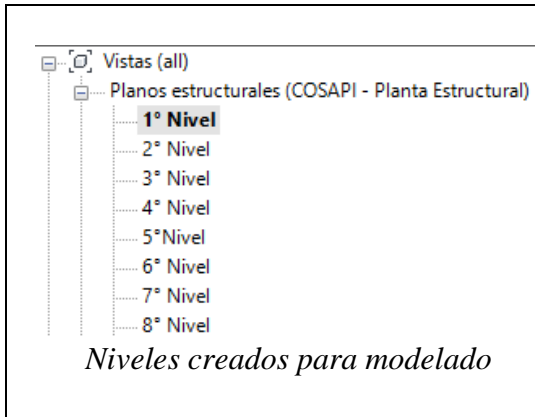 Vistas (all)
Planos estructurales (COSAPI - Planta Estructural)
1° Nivel
2° Nivel
3° Nivel
4° Nivel
5°Nivel
6° Nivel
7° Nivel
8° Nivel
Niveles creados para modelado